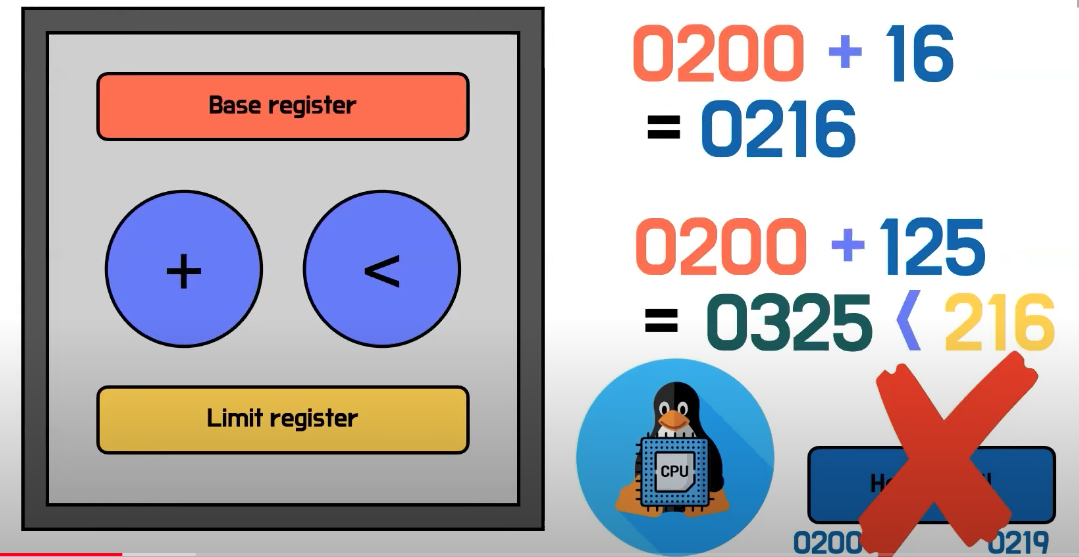 Base register
+
<
Limit register
0200 + 16
= 0216
0200 + 125
= 0325 < 216
CPU
0200
0219